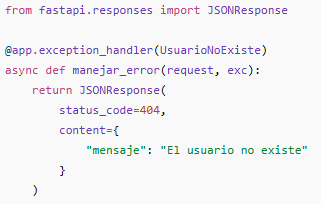 from fastapi.responses import JSONResponse
@app.exception_handler(UsuarioNoExiste)
async def manejar_error(request, exc):
    return JSONResponse(
        status_code=404,
        content={
            "mensaje": "El usuario no existe"
        }
    )